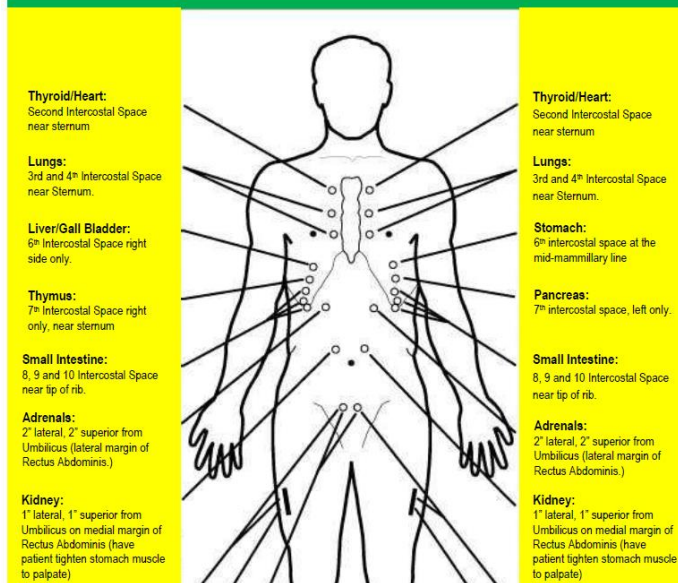 Thyroid/Heart:
Second Intercostal Space
near sternum
Lungs:
3rd and 4th Intercostal Space
near Sternum.
Liver/Gall Bladder:
6th Intercostal Space right
side only.
Thymus:
7th Intercostal Space right
only, near sternum
Small Intestine:
8, 9 and 10 Intercostal Space
near tip of rib.
Adrenals:
2" lateral, 2" superior from
Umbilicus (lateral margin of
Rectus Abdominis.)
Kidney:
1" lateral, 1" superior from
Umbilicus on medial margin of
Rectus Abdominis (have
patient tighten stomach muscle
to palpate)
Thyroid/Heart:
Second Intercostal Space
near sternum
Lungs:
3rd and 4th Intercostal Space
near Sternum.
Stomach:
6th intercostal space at the
mid-mammillary line
Pancreas:
7th intercostal space, left only.
Small Intestine:
8, 9 and 10 Intercostal Space
near tip of rib.
Adrenals:
2" lateral, 2" superior from
Umbilicus (lateral margin of
Rectus Abdominis.)
Kidney:
1" lateral, 1" superior from
Umbilicus on medial margin of
Rectus Abdominis (have
patient tighten stomach muscle
to palpate)